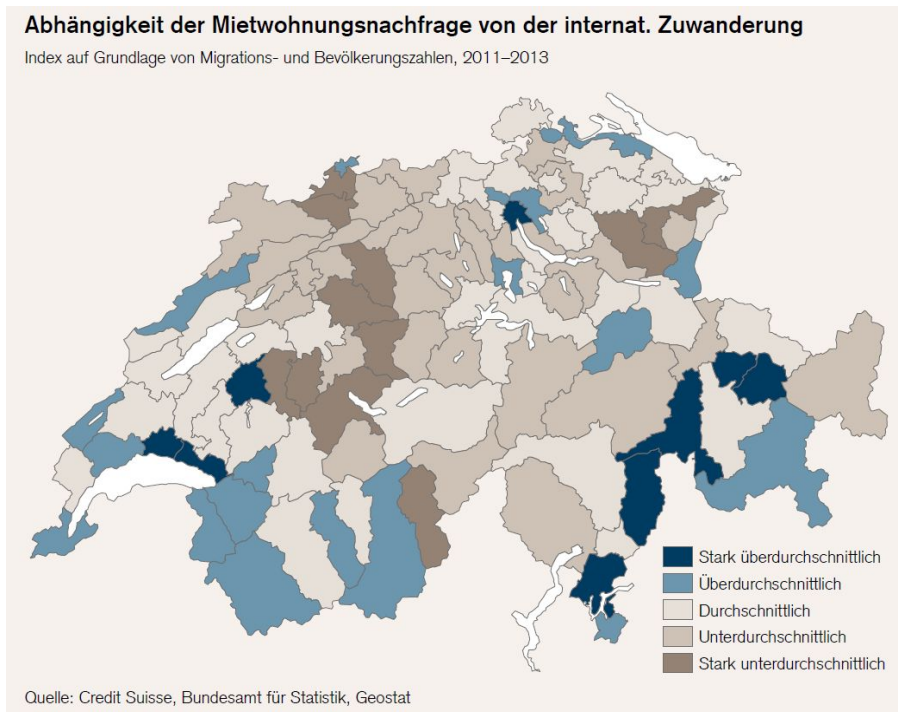 Abhängigkeit der Mietwohnungsnachfrage von der internat. Zuwanderung
Index auf Grundlage von Migrations- und Bevölkerungszahlen, 2011–2013
Stark überdurchschnittlich
Überdurchschnittlich
Durchschnittlich
Unterdurchschnittlich
Stark unterdurchschnittlich
Quelle: Credit Suisse, Bundesamt für Statistik, Geostat